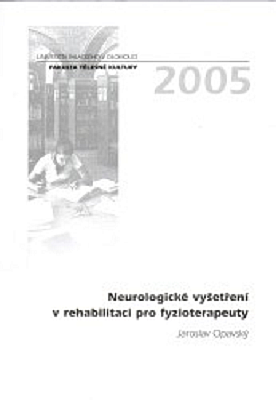 UNIVERZITA PALACKÉHO V OLOMOUCI
FAKULTA TĚLESNÉ KULTURY
2005
Neurologické vyšetření
v rehabilitaci pro fyzioterapeuty
Jaroslav Opavský